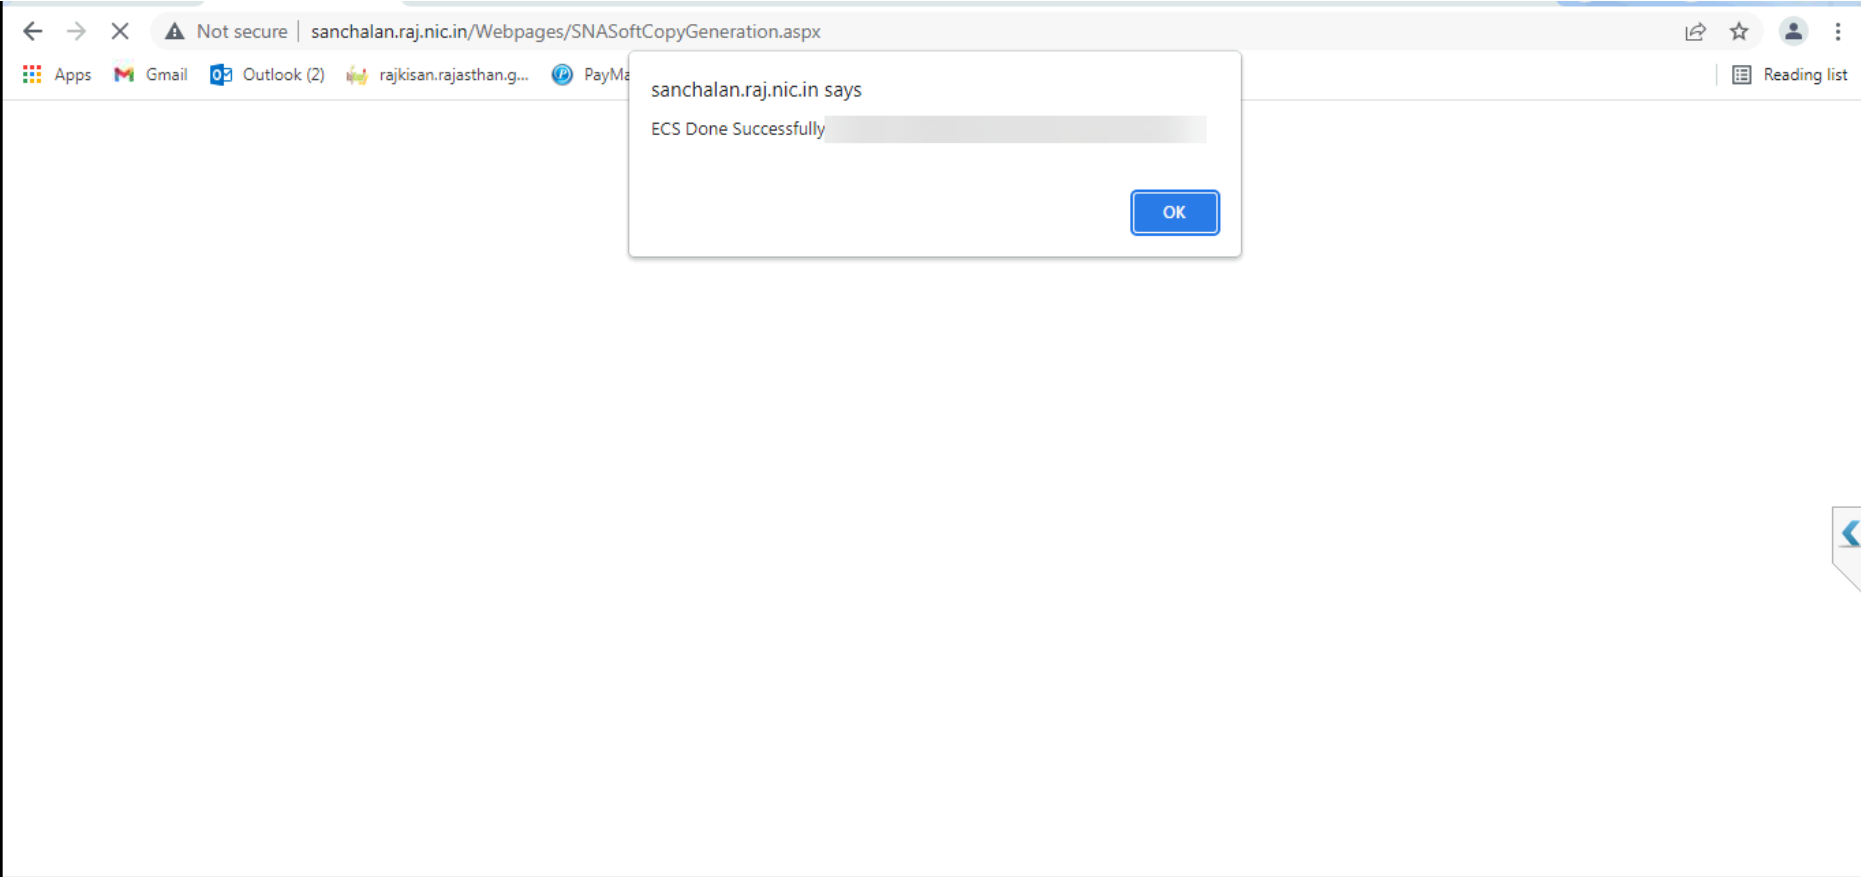 Not secure sanchalan.raj.nic.in/Webpages/SNASoftCopyGeneration.aspx
Apps Gmail Outlook (2) rajkisan.rajasthan.g... Reading list
sanchalan.raj.nic.in says
ECS Done Successfully
OK